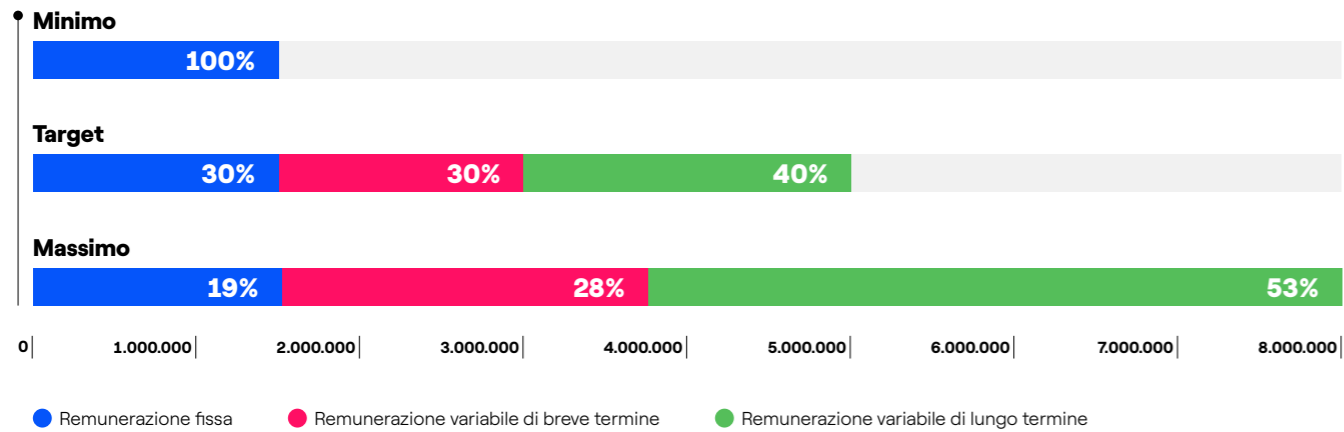 Minimo
100%
Target
30% 30% 40%
Massimo
19% 28% 53%
0 1.000.000 2.000.000 3.000.000 4.000.000 5.000.000 6.000.000 7.000.000 8.000.000
Remunerazione fissa Remunerazione variabile di breve termine Remunerazione variabile di lungo termine